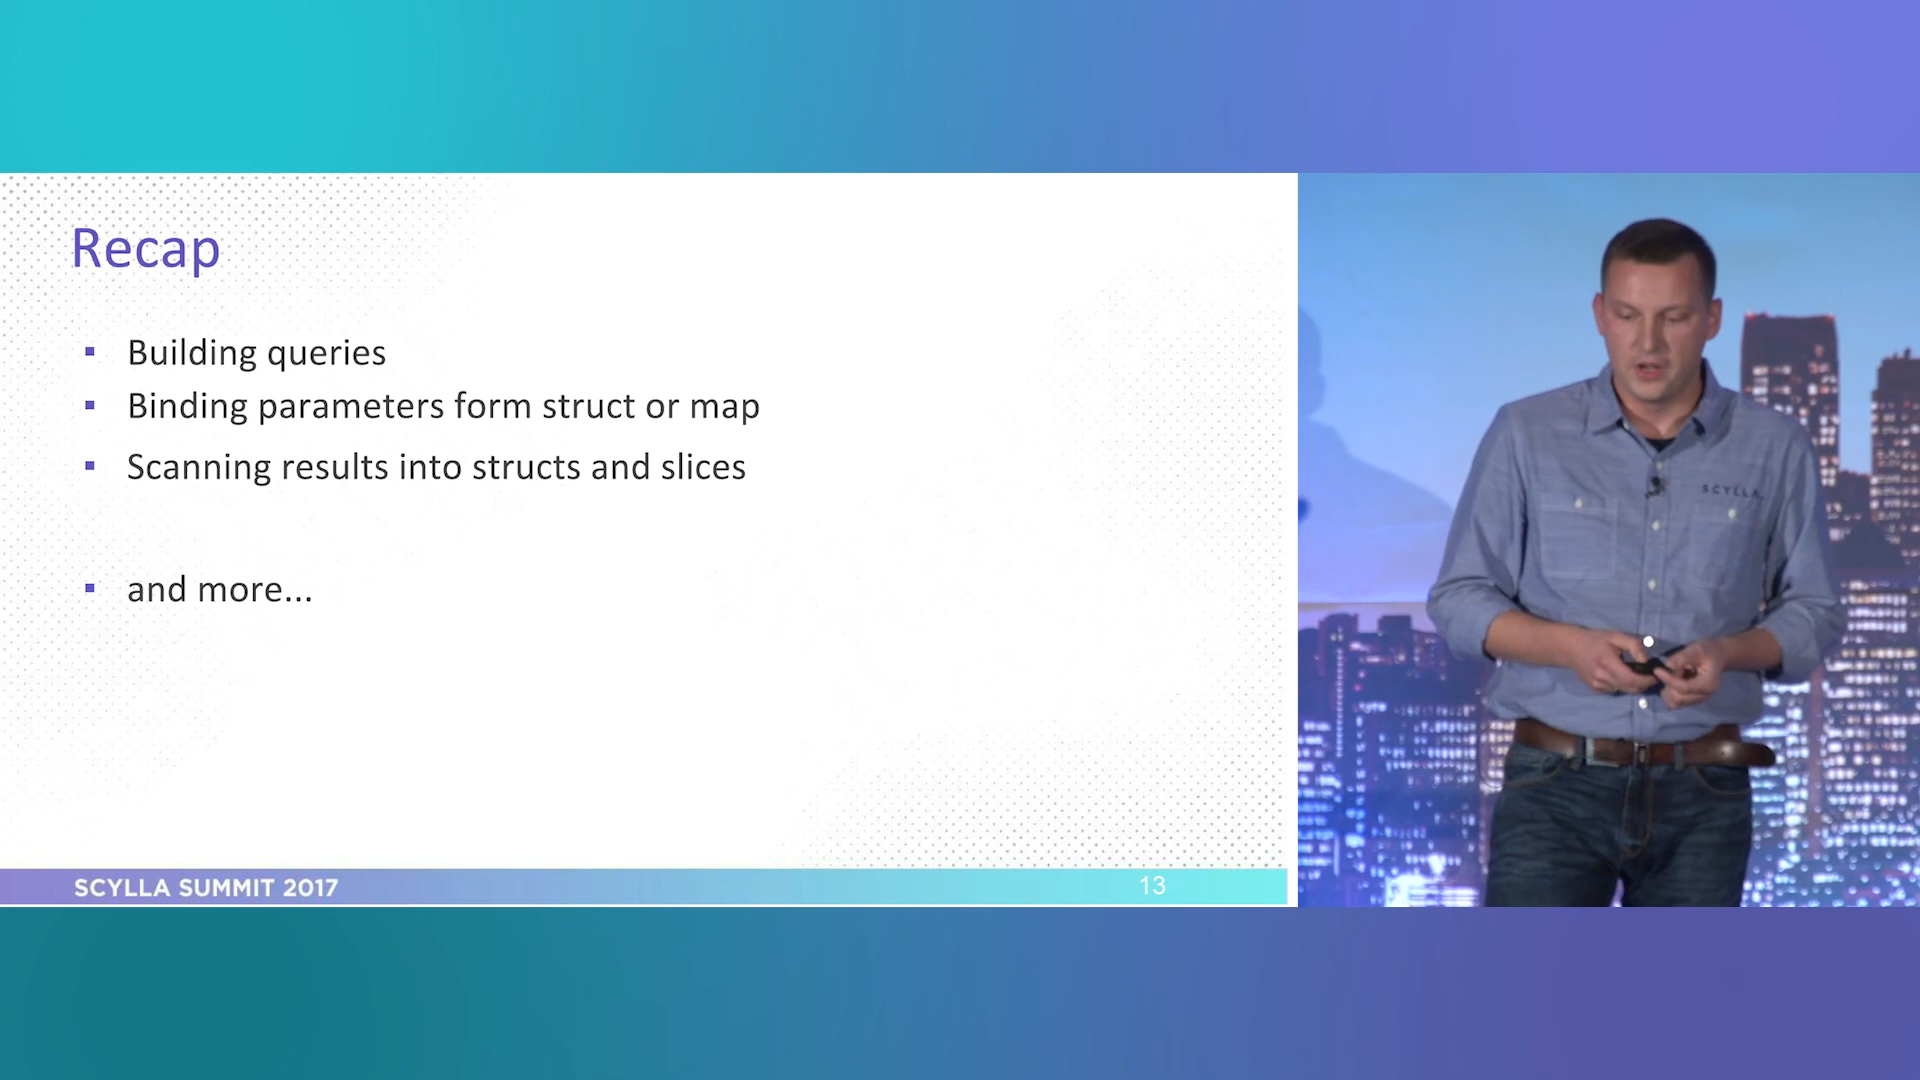 Recap
▪ Building queries
▪ Binding parameters form struct or map
▪ Scanning results into structs and slices
▪ and more...
SCYLLA SUMMIT 2017
13
SCYLLA